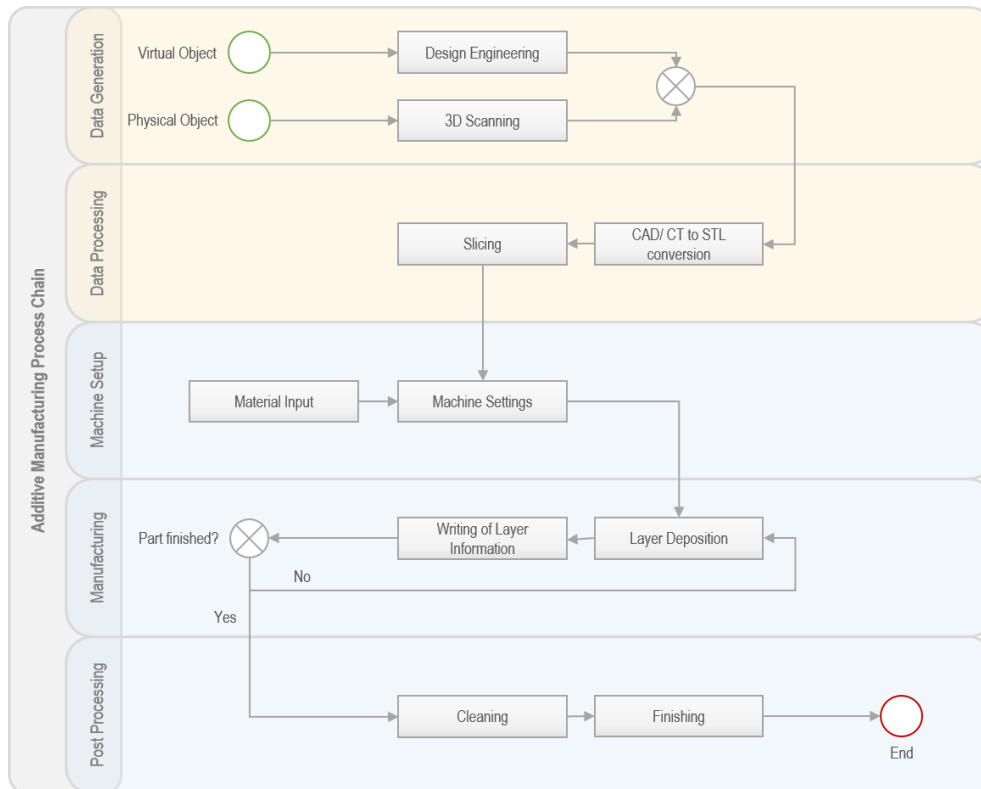 Additive Manufacturing Process Chain
Data Generation
Virtual Object
Design Engineering
Physical Object
3D Scanning
Data Processing
Slicing
CAD/ CT to STL
conversion
Machine Setup
Material Input
Machine Settings
Manufacturing
Part finished?
Writing of Layer
Information
Layer Deposition
No
Yes
Post Processing
Cleaning
Finishing
End